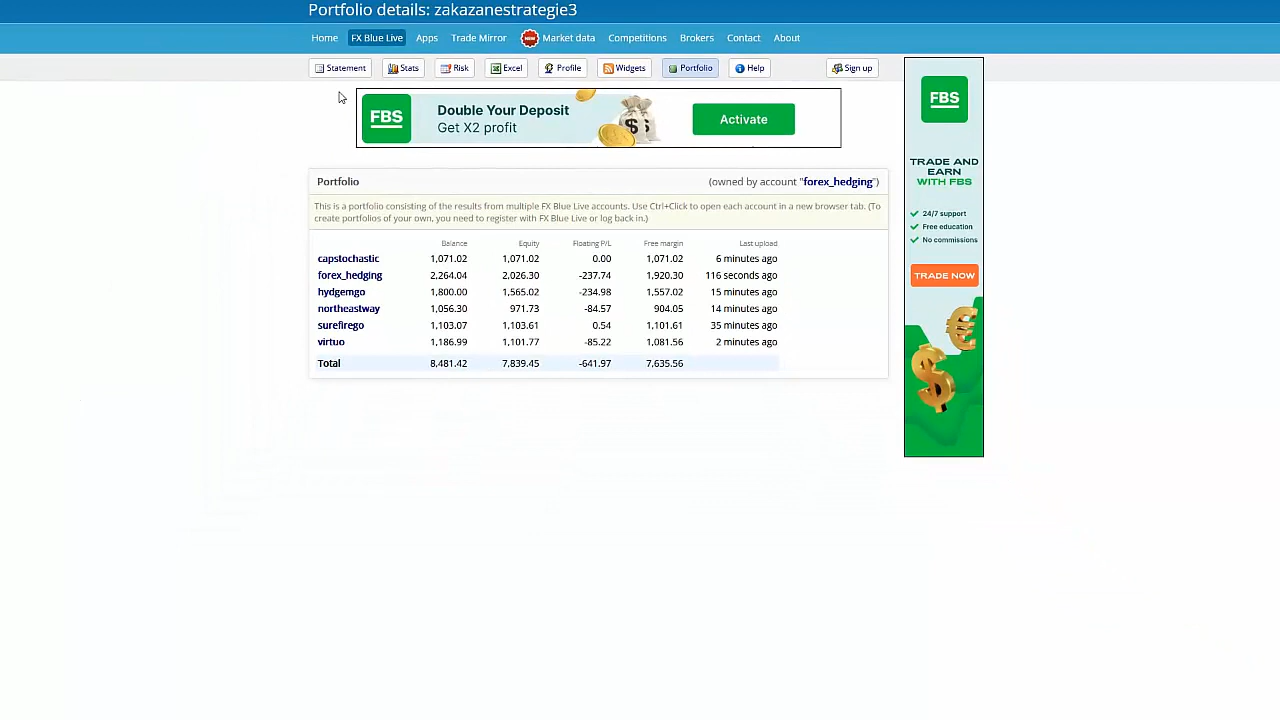 Portfolio details: zakazanestrategie3
Home FX Blue Live Apps Trade Mirror NEW Market data Competitions Brokers Contact About
Statement Stats Risk Excel Profile Widgets Portfolio Help Sign up
FBS
Double Your Deposit
Get X2 profit
Activate
FBS
TRADE AND
EARN
WITH FBS
24/7 support
Free education
No commissions
TRADE NOW
Portfolio (owned by account "forex_hedging")
This is a portfolio consisting of the results from multiple FX Blue Live accounts. Use Ctrl+Click to open each account in a new browser tab. (To
create portfolios of your own, you need to register with FX Blue Live or log back in.)
Balance Equity Floating P/L Free margin Last upload
capstochastic 1,071.02 1,071.02 0.00 1,071.02 6 minutes ago
forex_hedging 2,264.04 2,026.30 -237.74 1,920.30 116 seconds ago
hydgemgo 1,800.00 1,565.02 -234.98 1,557.02 15 minutes ago
northeastway 1,056.30 971.73 -84.57 904.05 14 minutes ago
surefirego 1,103.07 1,103.61 0.54 1,101.61 35 minutes ago
virtuo 1,186.99 1,101.77 -85.22 1,081.56 2 minutes ago
Total 8,481.42 7,839.45 -641.97 7,635.56